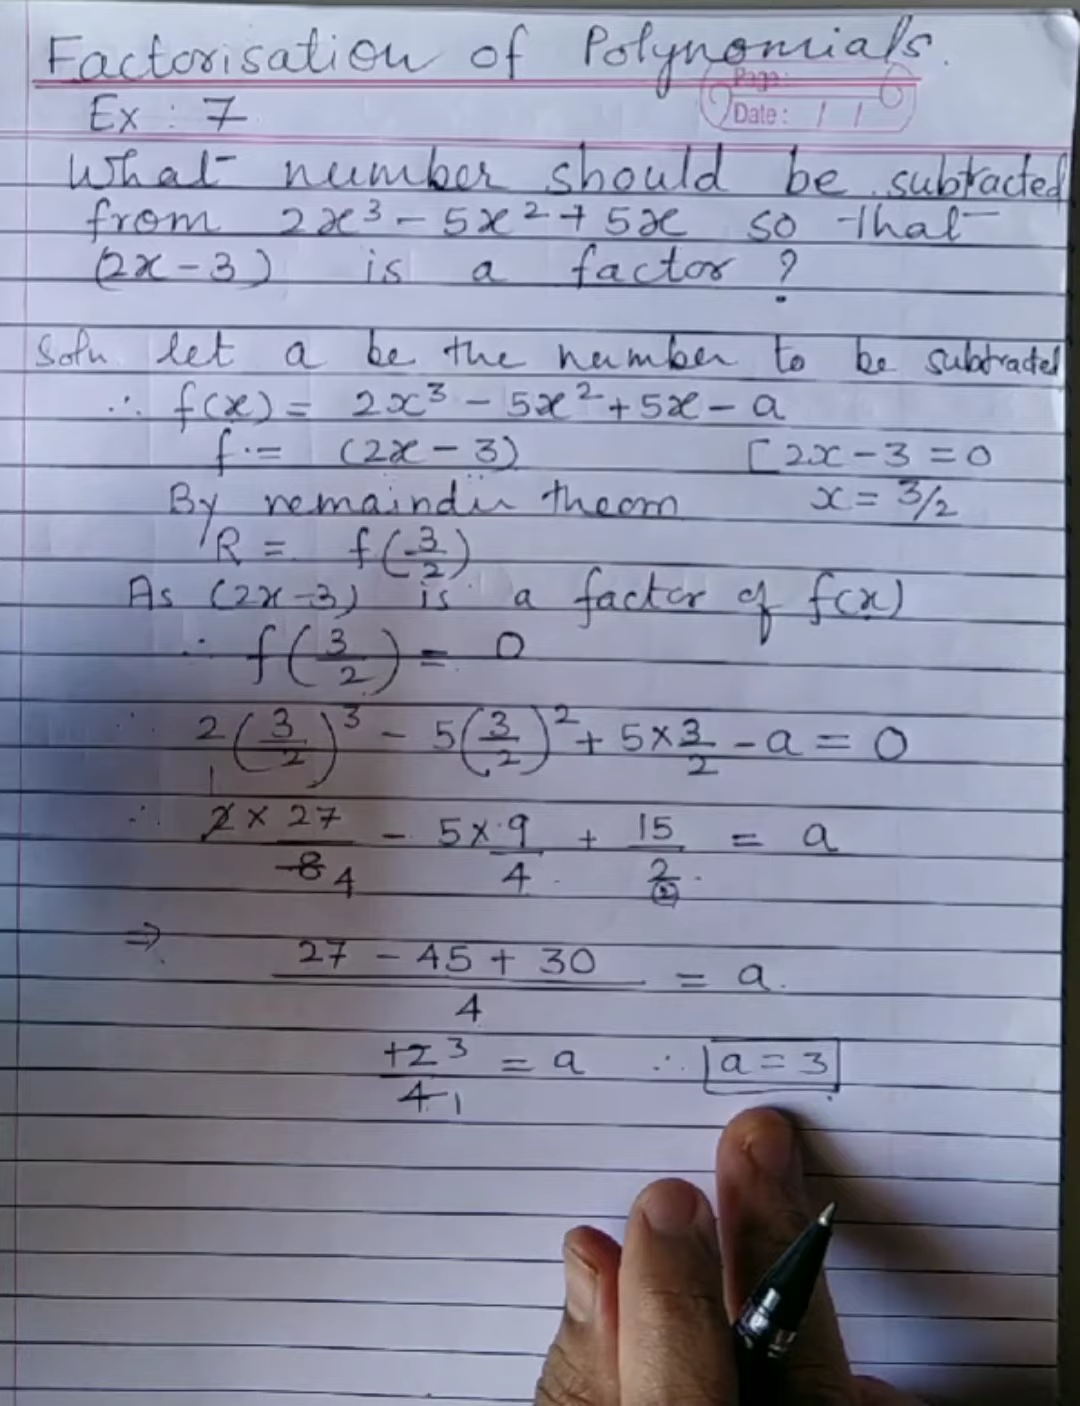 Factorisation of Polynomials.
Page:
Ex : 7
Date: / /
What number should be subtracted
from 2x³ - 5x² + 5x so that
(2x - 3) is a factor ?
Soln let a be the number to be subtracted
∴ f(x) = 2x³ - 5x² + 5x - a
f. = (2x - 3) [2x - 3 = 0
By remainder theom x = 3/2
R = f(3/2)
As (2x - 3) is a factor of f(x)
∴ f(3/2) = 0
∴ 2(3/2)³ - 5(3/2)² + 5 × 3/2 - a = 0
∴ 2 × 27/8 4 - 5 × 9/4 + 15/2 ② = a
1
⇒ 27 - 45 + 30 / 4 = a.
+12 3 / 4 1 = a ∴ a = 3